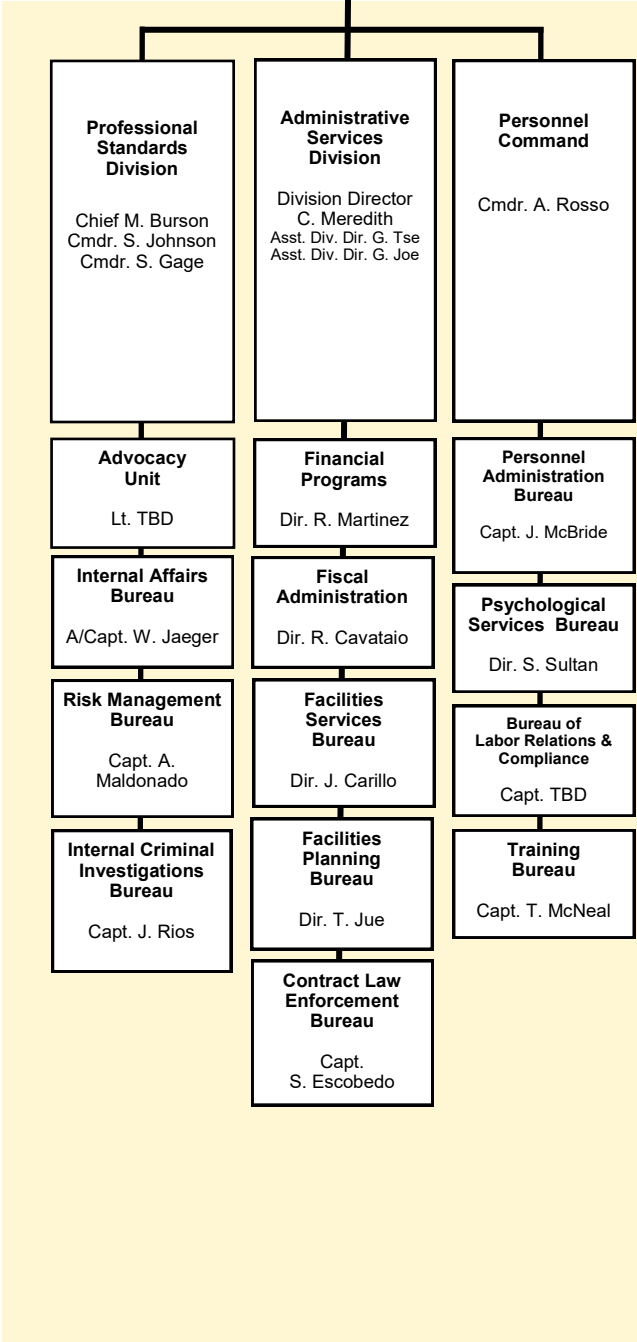 Professional
Standards
Division
Chief M. Burson
Cmdr. S. Johnson
Cmdr. S. Gage
Advocacy
Unit
Lt. TBD
Internal Affairs
Bureau
A/Capt. W. Jaeger
Risk Management
Bureau
Capt. A.
Maldonado
Internal Criminal
Investigations
Bureau
Capt. J. Rios
Administrative
Services
Division
Division Director
C. Meredith
Asst. Div. Dir. G. Tse
Asst. Div. Dir. G. Joe
Financial
Programs
Dir. R. Martinez
Fiscal
Administration
Dir. R. Cavataio
Facilities
Services
Bureau
Dir. J. Carillo
Facilities
Planning
Bureau
Dir. T. Jue
Contract Law
Enforcement
Bureau
Capt.
S. Escobedo
Personnel
Command
Cmdr. A. Rosso
Personnel
Administration
Bureau
Capt. J. McBride
Psychological
Services Bureau
Dir. S. Sultan
Bureau of
Labor Relations &
Compliance
Capt. TBD
Training
Bureau
Capt. T. McNeal